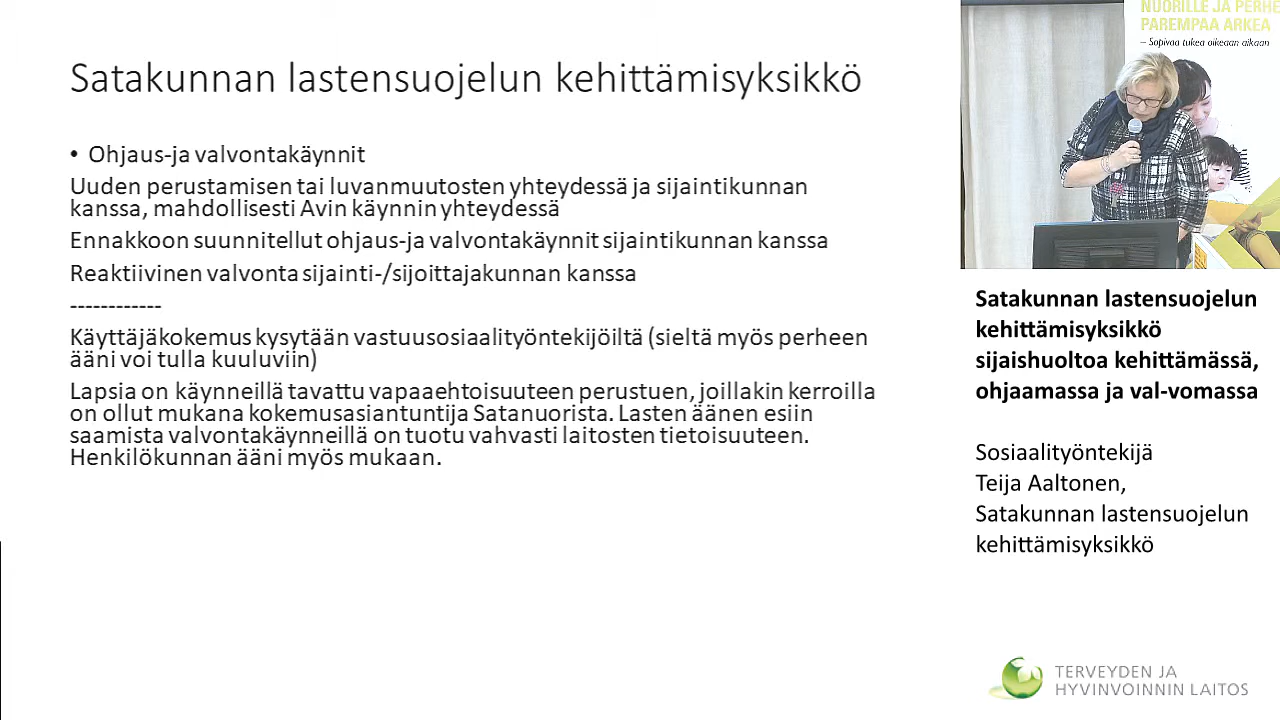 Satakunnan lastensuojelun kehittämisyksikkö
• Ohjaus-ja valvontakäynnit
Uuden perustamisen tai luvanmuutosten yhteydessä ja sijaintikunnan
kanssa, mahdollisesti Avin käynnin yhteydessä
Ennakkoon suunnitellut ohjaus-ja valvontakäynnit sijaintikunnan kanssa
Reaktiivinen valvonta sijainti-/sijoittajakunnan kanssa
------------
Käyttäjäkokemus kysytään vastuusosiaalityöntekijöiltä (sieltä myös perheen
ääni voi tulla kuuluviin)
Lapsia on käynneillä tavattu vapaaehtoisuuteen perustuen, joillakin kerroilla
on ollut mukana kokemusasiantuntija Satanuorista. Lasten äänen esiin
saamista valvontakäynneillä on tuotu vahvasti laitosten tietoisuuteen.
Henkilökunnan ääni myös mukaan.
NUORILLE JA PERHE
PAREMPAA ARKEA
– Sopivaa tukea oikeaan aikaan
Satakunnan lastensuojelun
kehittämisyksikkö
sijaishuoltoa kehittämässä,
ohjaamassa ja val-vomassa
Sosiaalityöntekijä
Teija Aaltonen,
Satakunnan lastensuojelun
kehittämisyksikkö
TERVEYDEN JA
HYVINVOINNIN LAITOS